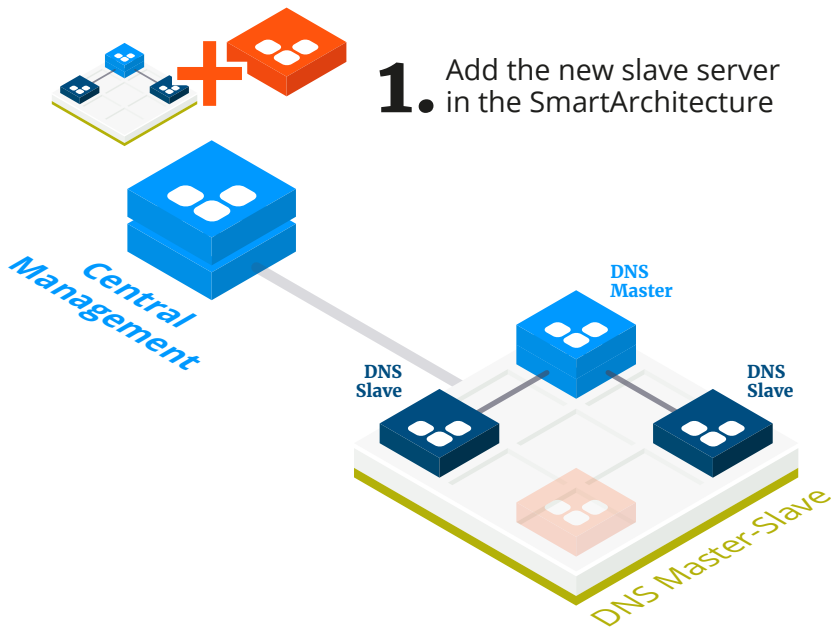 1. Add the new slave server
in the SmartArchitecture
Central
Management
DNS
Master
DNS
Slave
DNS
Slave
DNS Master-Slave